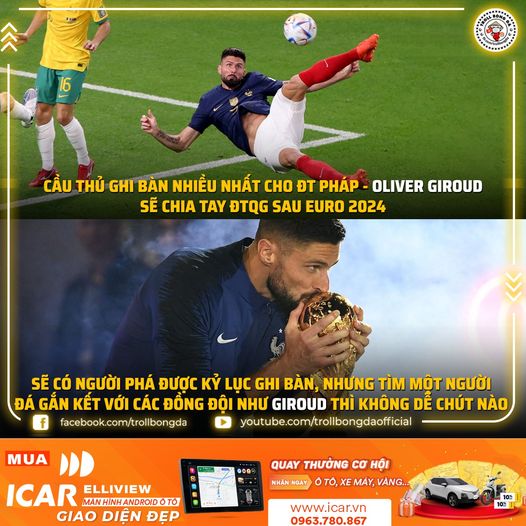 TROLL BÓNG ĐÁ
16
CẦU THỦ GHI BÀN NHIỀU NHẤT CHO ĐT PHÁP - OLIVER GIROUD
SẼ CHIA TAY ĐTQG SAU EURO 2024
SẼ CÓ NGƯỜI PHÁ ĐƯỢC KỶ LỤC GHI BÀN, NHƯNG TÌM MỘT NGƯỜI
ĐÁ GẮN KẾT VỚI CÁC ĐỒNG ĐỘI NHƯ GIROUD THÌ KHÔNG DỄ CHÚT NÀO
facebook.com/trollbongda
youtube.com/trollbongdaofficial
MUA
ICAR ELLIVIEW
MÀN HÌNH ANDROID Ô TÔ
GIAO DIỆN ĐẸP
QUAY THƯỞNG CƠ HỘI
NHẬN NGAY Ô TÔ, XE MÁY, VÀNG...
www.icar.vn
0963.780.867